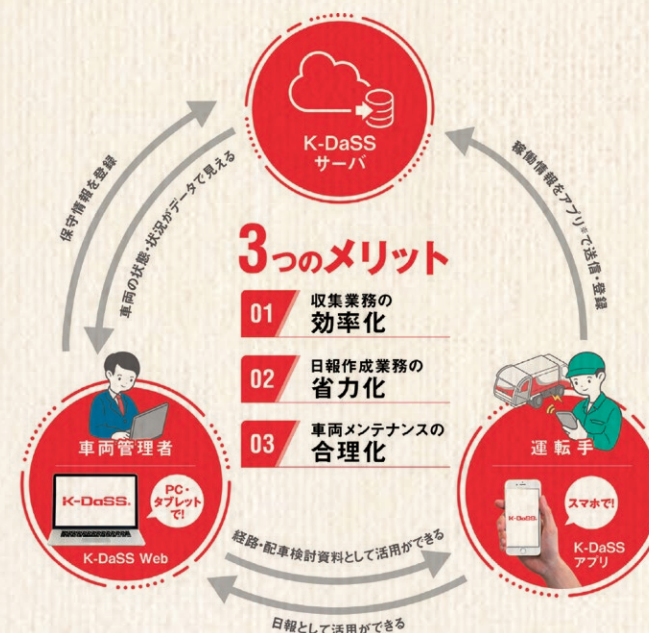 K-DaSS
サーバ
保守情報を登録
車両の状態・状況がデータで見える
稼働情報をアプリ※で送信・登録
3つのメリット
01
収集業務の
効率化
02
日報作成業務の
省力化
03
車両メンテナンスの
合理化
車両管理者
K-DaSS.
PC・
タブレット
で!
K-DaSS Web
運転手
K-DaSS.
スマホで!
K-DaSS
アプリ
経路・配車検討資料として活用ができる
日報として活用ができる